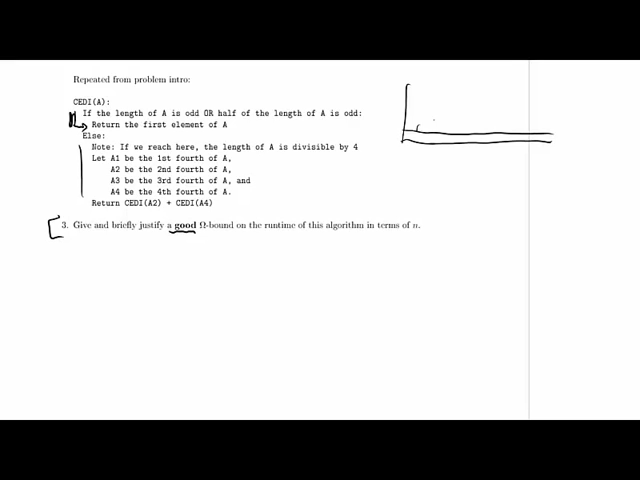 Repeated from problem intro:
CEDI(A):
If the length of A is odd OR half of the length of A is odd:
Return the first element of A
Else:
Note: If we reach here, the length of A is divisible by 4
Let A1 be the 1st fourth of A,
A2 be the 2nd fourth of A,
A3 be the 3rd fourth of A, and
A4 be the 4th fourth of A.
Return CEDI(A2) + CEDI(A4)
3. Give and briefly justify a good Ω-bound on the runtime of this algorithm in terms of n.